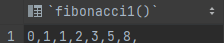 `fibonacci1()`
1 0,1,1,2,3,5,8,